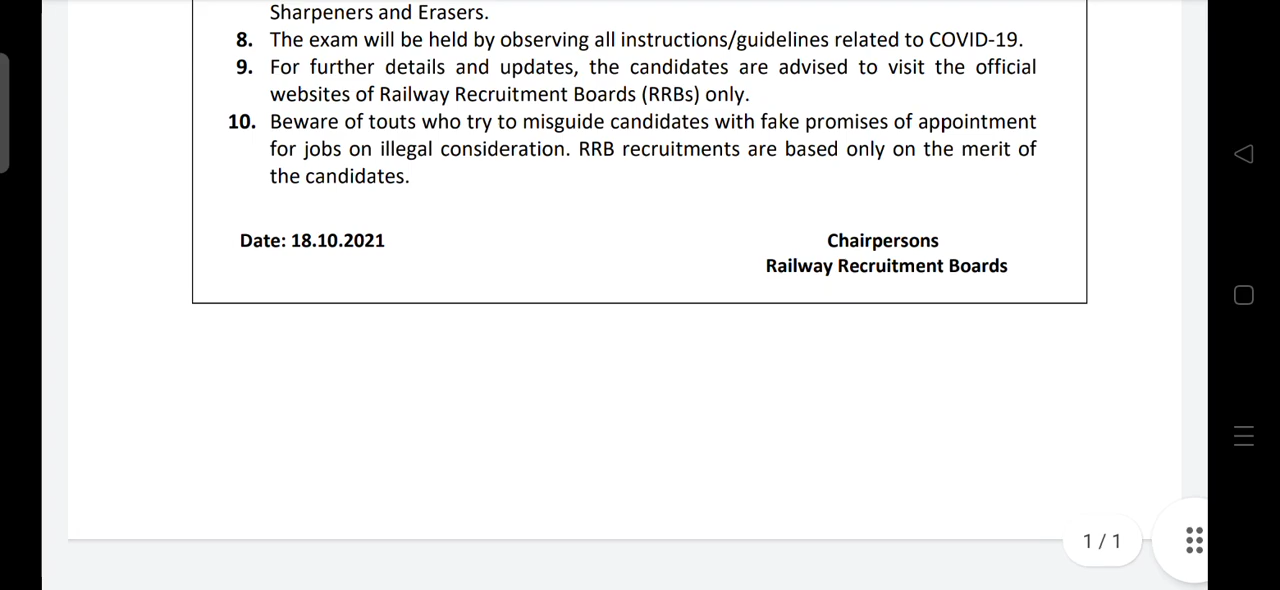 Sharpeners and Erasers.
8. The exam will be held by observing all instructions/guidelines related to COVID-19.
9. For further details and updates, the candidates are advised to visit the official
websites of Railway Recruitment Boards (RRBs) only.
10. Beware of touts who try to misguide candidates with fake promises of appointment
for jobs on illegal consideration. RRB recruitments are based only on the merit of
the candidates.
Date: 18.10.2021 Chairpersons
Railway Recruitment Boards
1 / 1